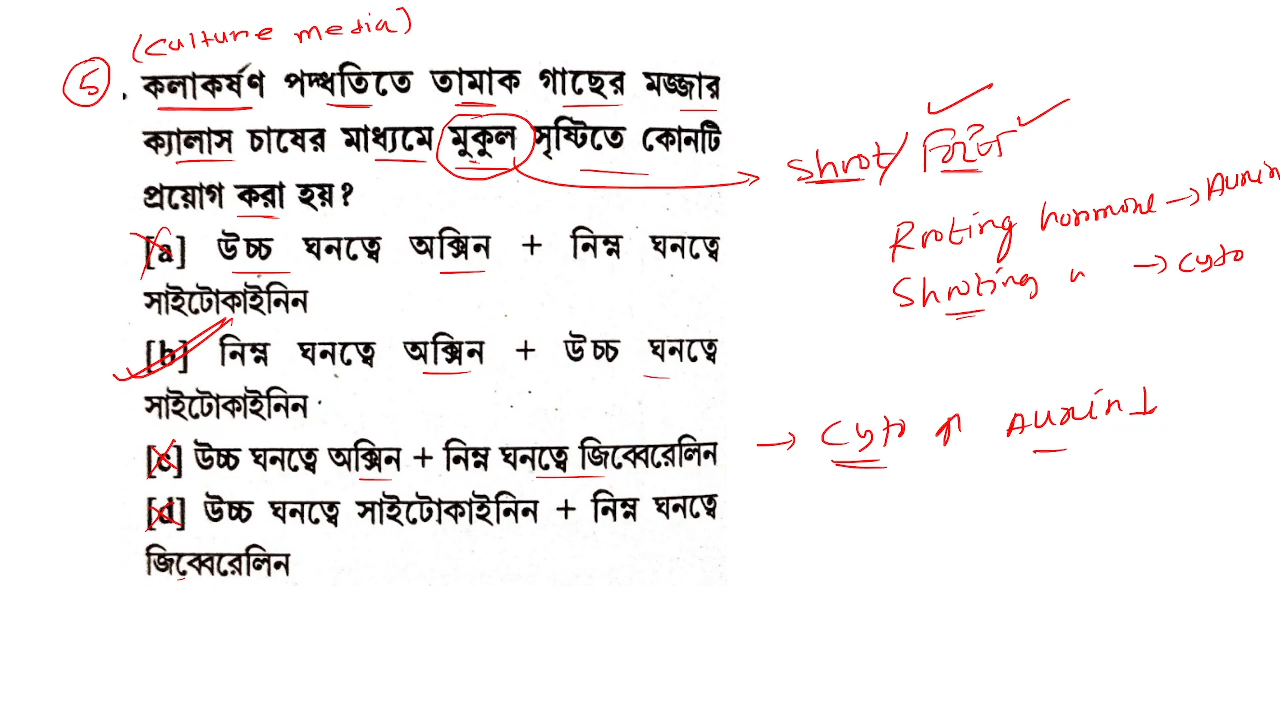 (Culture media)
5. কলাকর্ষণ পদ্ধতিতে তামাক গাছের মজ্জার
ক্যালাস চাষের মাধ্যমে মুকুল সৃষ্টিতে কোনটি
প্রয়োগ করা হয়?
[a] উচ্চ ঘনত্বে অক্সিন + নিম্ন ঘনত্বে
সাইটোকাইনিন
[b] নিম্ন ঘনত্বে অক্সিন + উচ্চ ঘনত্বে
সাইটোকাইনিন
[c] উচ্চ ঘনত্বে অক্সিন + নিম্ন ঘনত্বে জিব্বেরেলিন
[d] উচ্চ ঘনত্বে সাইটোকাইনিন + নিম্ন ঘনত্বে
জিব্বেরেলিন
Shoot/
Rooting hormone → Auxin
Shooting " → Cyto
→ Cyto ↑ Auxin ↓